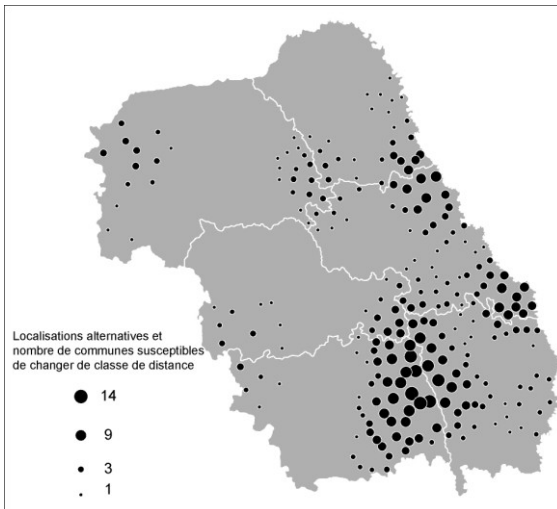 Localisations alternatives et
nombre de communes susceptibles
de changer de classe de distance
14
9
3
1